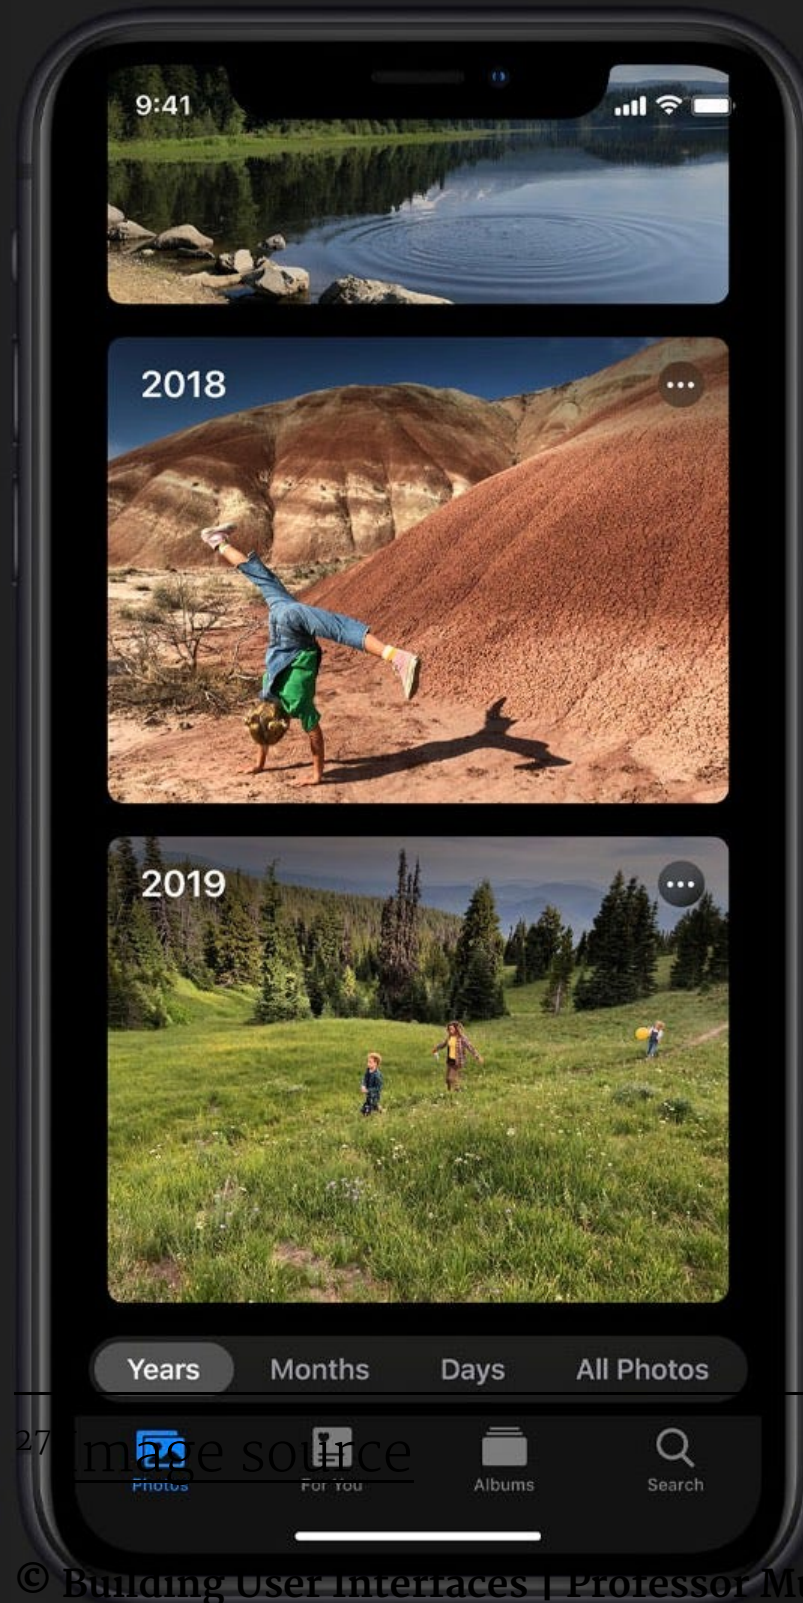 9:41
2018
2019
Years Months Days All Photos
Photos For You Albums Search
27 Image source
© Building User Interfaces | Professor